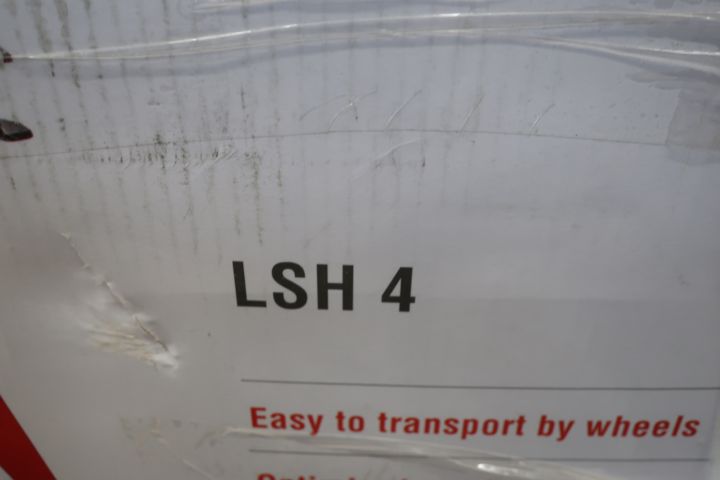 LSH 4
Easy to transport by wheels